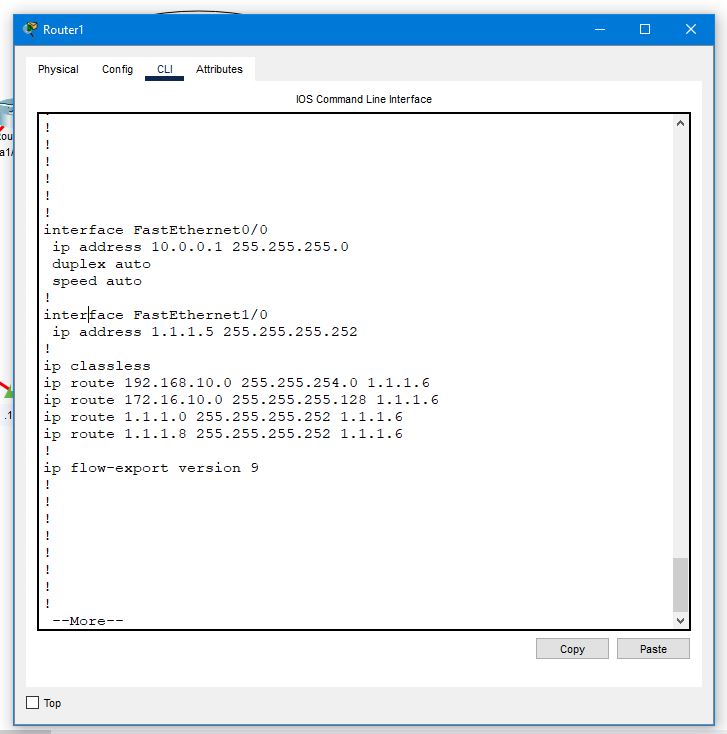 Router1
Physical Config CLI Attributes
IOS Command Line Interface
!
!
!
!
!
!
interface FastEthernet0/0
 ip address 10.0.0.1 255.255.255.0
 duplex auto
 speed auto
!
interface FastEthernet1/0
 ip address 1.1.1.5 255.255.255.252
!
ip classless
ip route 192.168.10.0 255.255.254.0 1.1.1.6
ip route 172.16.10.0 255.255.255.128 1.1.1.6
ip route 1.1.1.0 255.255.255.252 1.1.1.6
ip route 1.1.1.8 255.255.255.252 1.1.1.6
!
ip flow-export version 9
!
!
!
!
!
!
!
!
 --More--
Copy Paste
Top
.1